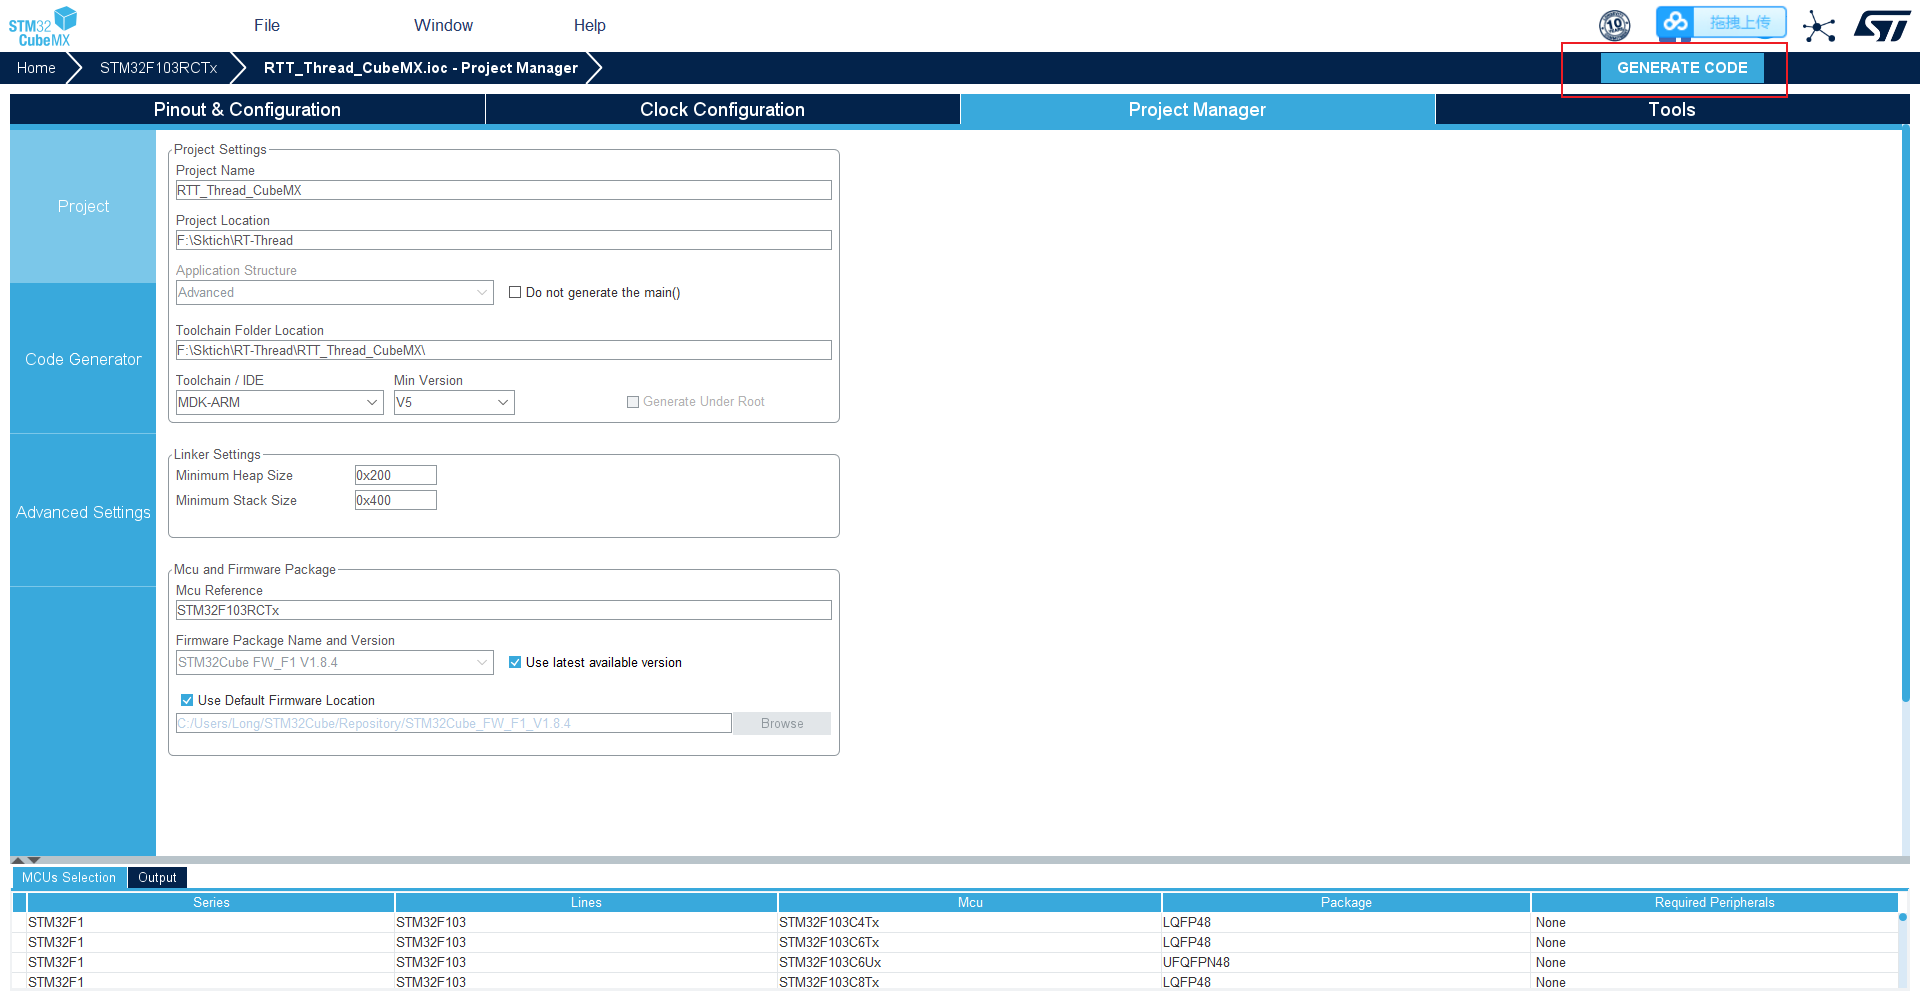 STM32
CubeMX
File
Window
Help
10
拖拽上传
Home
STM32F103RCTx
RTT_Thread_CubeMX.ioc - Project Manager
GENERATE CODE
Pinout & Configuration
Clock Configuration
Project Manager
Tools
Project
Code Generator
Advanced Settings
Project Settings
Project Name
RTT_Thread_CubeMX
Project Location
F:\Sktich\RT-Thread
Application Structure
Advanced
Do not generate the main()
Toolchain Folder Location
F:\Sktich\RT-Thread\RTT_Thread_CubeMX\
Toolchain / IDE
Min Version
MDK-ARM
V5
Generate Under Root
Linker Settings
Minimum Heap Size
0x200
Minimum Stack Size
0x400
Mcu and Firmware Package
Mcu Reference
STM32F103RCTx
Firmware Package Name and Version
STM32Cube FW_F1 V1.8.4
Use latest available version
Use Default Firmware Location
C:/Users/Long/STM32Cube/Repository/STM32Cube_FW_F1_V1.8.4
Browse
MCUs Selection
Output
Series Lines Mcu Package Required Peripherals
STM32F1 STM32F103 STM32F103C4Tx LQFP48 None
STM32F1 STM32F103 STM32F103C6Tx LQFP48 None
STM32F1 STM32F103 STM32F103C6Ux UFQFPN48 None
STM32F1 STM32F103 STM32F103C8Tx LQFP48 None